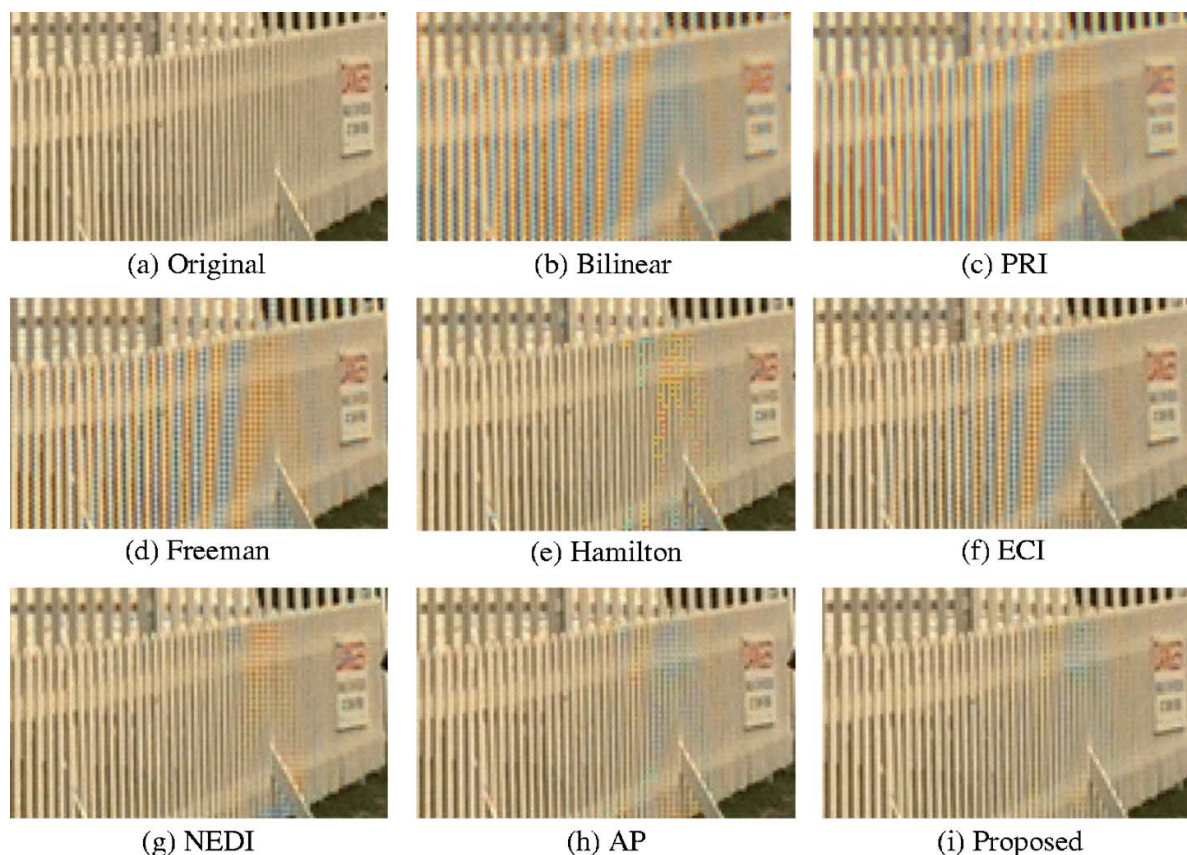 (a) Original
(b) Bilinear
(c) PRI
(d) Freeman
(e) Hamilton
(f) ECI
(g) NEDI
(h) AP
(i) Proposed